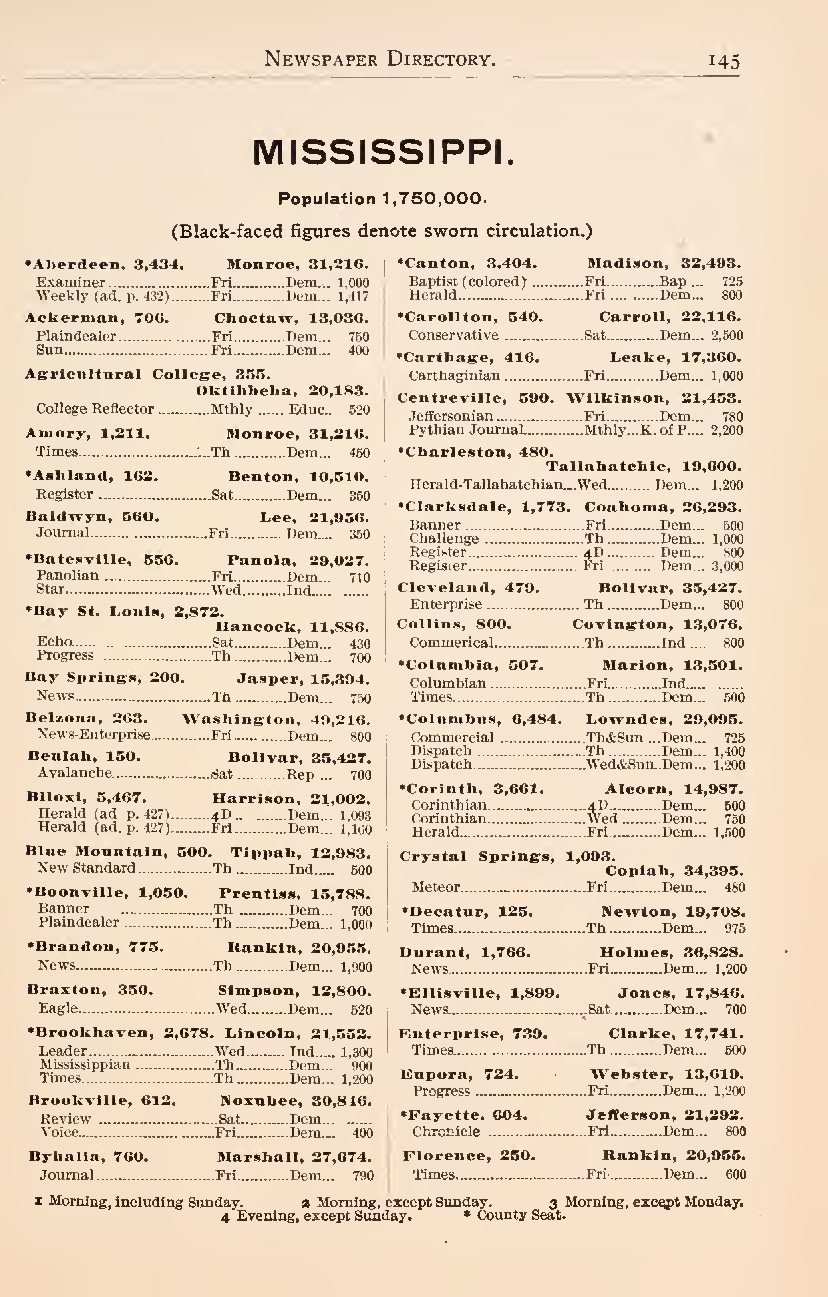 NEWSPAPER DIRECTORY. 145
MISSISSIPPI.
Population 1,750,000.
(Black-faced figures denote sworn circulation.)
*Aberdeen, 3,434. Monroe, 31,216.
Examiner Fri Dem... 1,000
Weekly (ad. p. 432) Fri Dem... 1,117
Ackerman, 706. Choctaw, 13,036.
Plaindealer Fri Dem... 750
Sun Fri Dem... 400
Agricultural College, 355.
Oktibbeha, 20,183.
College Reflector Mthly Educ.. 520
Amory, 1,211. Monroe, 31,216.
Times Th Dem... 450
*Ashland, 162. Benton, 10,510.
Register Sat Dem... 350
Baldwyn, 560. Lee, 21,956.
Journal Fri Dem... 350
*Batesville, 556. Panola, 29,027.
Panolian Fri Dem... 710
Star Wed Ind...
*Bay St. Louis, 2,872.
Hancock, 11,886.
Echo Sat Dem... 430
Progress Th Dem... 700
Bay Springs, 200. Jasper, 15,394.
News Th Dem... 750
Belzona, 263. Washington, 49,216.
News-Enterprise Fri Dem... 800
Beulah, 150. Bolivar, 35,427.
Avalanche Sat Rep ... 700
Biloxi, 5,467. Harrison, 21,002.
Herald (ad p. 427) 4D Dem... 1,093
Herald (ad. p. 427) Fri Dem... 1,160
Blue Mountain, 500. Tippah, 12,983.
New Standard Th Ind.... 500
*Boonville, 1,050. Prentiss, 15,788.
Banner Th Dem... 700
Plaindealer Th Dem... 1,000
*Brandon, 775. Rankin, 20,955.
News Th Dem... 1,900
Braxton, 350. Simpson, 12,800.
Eagle Wed Dem... 520
*Brookhaven, 2,678. Lincoln, 21,552.
Leader Wed Ind.... 1,300
Mississippian Th Dem... 900
Times Th Dem... 1,200
Brookville, 612. Noxubee, 30,846.
Review Sat Dem...
Voice Fri Dem... 400
Byhalia, 760. Marshall, 27,674.
Journal Fri Dem... 790
*Canton, 3,404. Madison, 32,493.
Baptist (colored) Fri Bap ... 725
Herald Fri Dem... 800
*Carollton, 540. Carroll, 22,116.
Conservative Sat Dem... 2,500
*Carthage, 416. Leake, 17,360.
Carthaginian Fri Dem... 1,000
Centreville, 590. Wilkinson, 21,453.
Jeffersonian Fri Dem... 780
Pythian Journal Mthly...K. of P.... 2,200
*Charleston, 480.
Tallahatchie, 19,600.
Herald-Tallahatchian Wed Dem... 1,200
*Clarksdale, 1,773. Coahoma, 26,293.
Banner Fri Dem... 500
Challenge Th Dem... 1,000
Register 4D Dem... 800
Register Fri Dem... 3,000
Cleveland, 479. Bolivar, 35,427.
Enterprise Th Dem... 800
Collins, 800. Covington, 13,076.
Commerical Th Ind .... 800
*Columbia, 507. Marion, 13,501.
Columbian Fri Ind....
Times Th Dem... 500
*Columbus, 6,484. Lowndes, 29,095.
Commercial Th&Sun ...Dem... 725
Dispatch Th Dem... 1,400
Dispatch Wed&Sun..Dem... 1,200
*Corinth, 3,661. Alcorn, 14,987.
Corinthian 4D Dem... 500
Corinthian Wed Dem... 750
Herald Fri Dem... 1,500
Crystal Springs, 1,093.
Copiah, 34,395.
Meteor Fri Dem... 480
*Decatur, 125. Newton, 19,708.
Times Th Dem... 975
Durant, 1,766. Holmes, 36,828.
News Fri Dem... 1,200
*Ellisville, 1,899. Jones, 17,846.
News Sat Dem... 700
Enterprise, 739. Clarke, 17,741.
Times Th Dem... 500
Eupora, 724. Webster, 13,619.
Progress Fri Dem... 1,200
*Fayette. 604. Jefferson, 21,292.
Chronicle Fri Dem... 800
Florence, 250. Rankin, 20,955.
Times Fri Dem... 600
1 Morning, including Sunday. 2 Morning, except Sunday. 3 Morning, except Monday.
4 Evening, except Sunday. * County Seat.